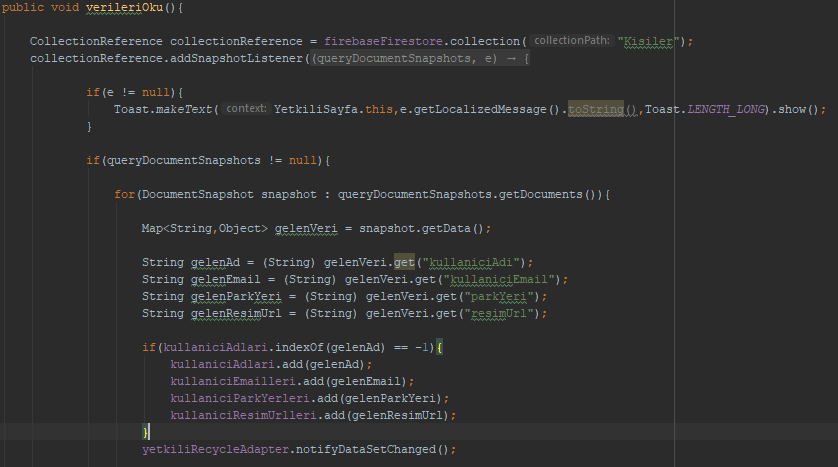 public void verileriOku(){
CollectionReference collectionReference = firebaseFirestore.collection( collectionPath: "Kisiler");
collectionReference.addSnapshotListener((queryDocumentSnapshots, e) → {
if(e != null){
Toast.makeText( context: YetkiliSayfa.this,e.getLocalizedMessage().toString(),Toast.LENGTH_LONG).show();
}
if(queryDocumentSnapshots != null){
for(DocumentSnapshot snapshot : queryDocumentSnapshots.getDocuments()){
Map<String,Object> gelenVeri = snapshot.getData();
String gelenAd = (String) gelenVeri.get("kullaniciAdi");
String gelenEmail = (String) gelenVeri.get("kullaniciEmail");
String gelenParkYeri = (String) gelenVeri.get("parkYeri");
String gelenResimUrl = (String) gelenVeri.get("resimUrl");
if(kullaniciAdlari.indexOf(gelenAd) == -1){
kullaniciAdlari.add(gelenAd);
kullaniciEmailleri.add(gelenEmail);
kullaniciParkYerleri.add(gelenParkYeri);
kullaniciResimUrlleri.add(gelenResimUrl);
}
yetkiliRecycleAdapter.notifyDataSetChanged();